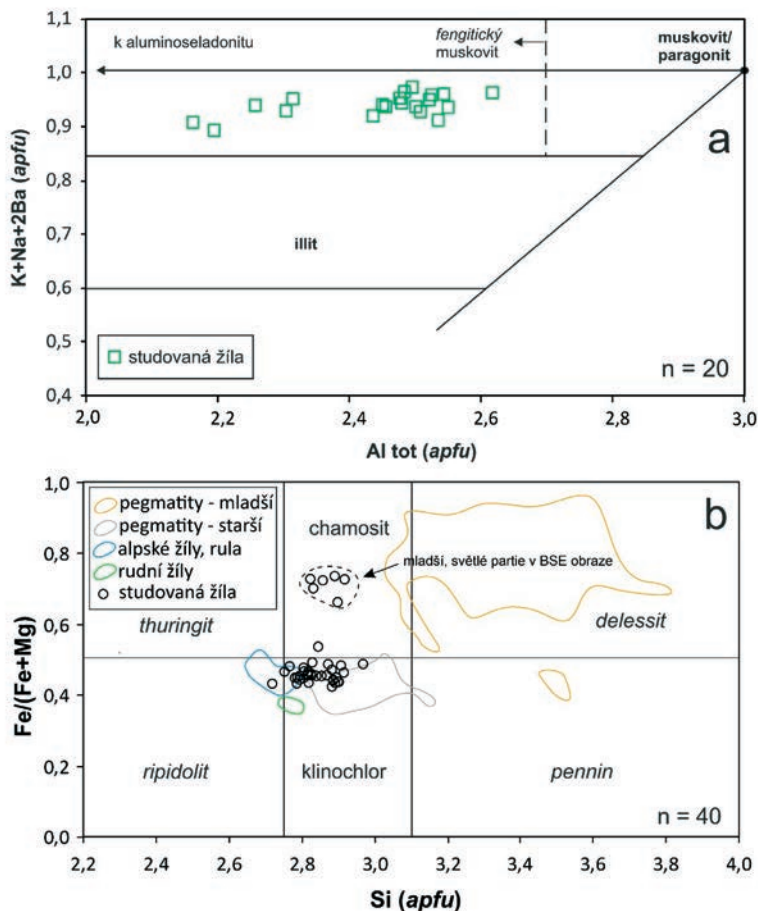 1,1
1,0
0,9
0,8
0,7
0,6
0,5
0,4
K+Na+2Ba (apfu)
k aluminoseladonitu
fengitický
muskovit
muskovit/
paragonit
a
illit
studovaná žíla
n = 20
2,0 2,2 2,4 2,6 2,8 3,0
Al tot (apfu)
1,0
0,8
0,6
0,4
0,2
0,0
Fe/(Fe+Mg)
pegmatity - mladší
pegmatity - starší
alpské žíly, rula
rudní žíly
studovaná žíla
b
chamosit
mladší, světlé partie v BSE obraze
thuringit
delessit
ripidolit
klinochlor
pennin
n = 40
2,2 2,4 2,6 2,8 3,0 3,2 3,4 3,6 3,8 4,0
Si (apfu)